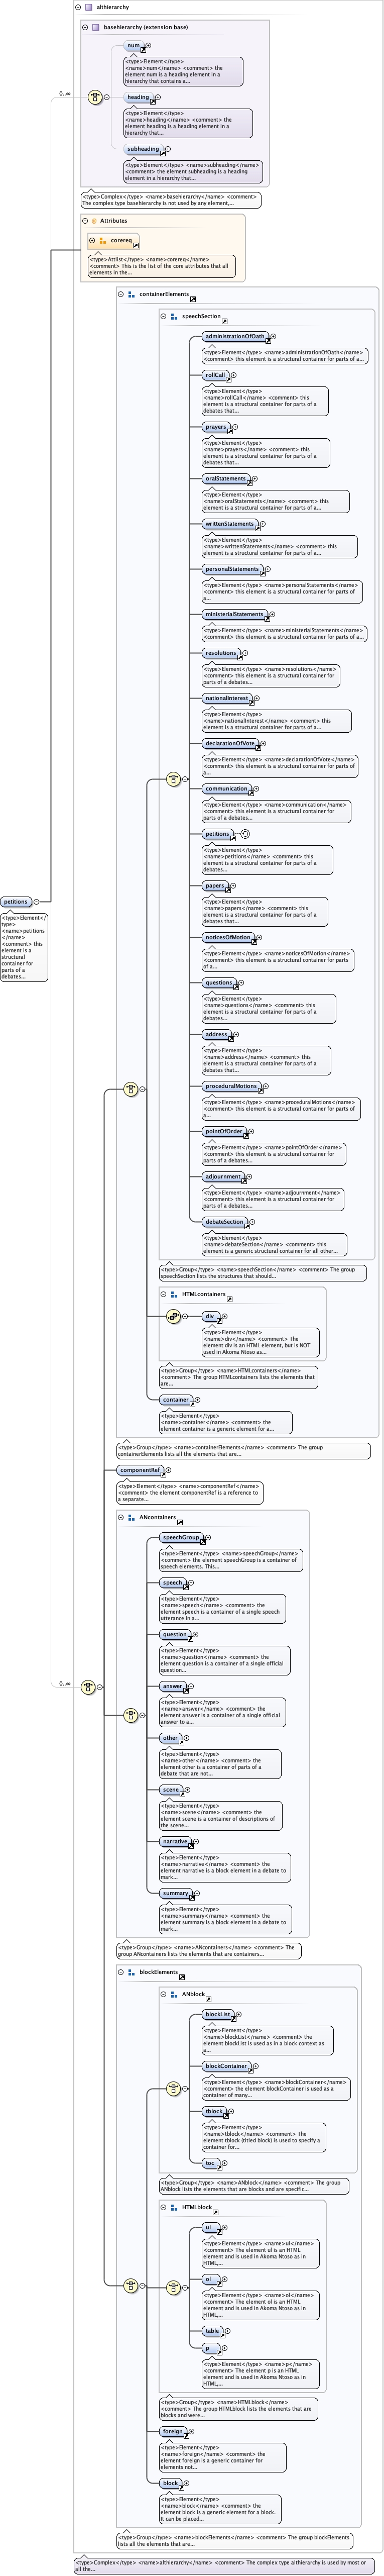 althierarchy
basehierarchy (extension base)
num
<type>Element</type>
<name>num</name> <comment> the
element num is a heading element in a
hierarchy that contains a...
0..∞
heading
<type>Element</type>
<name>heading</name> <comment> the
element heading is a heading element in a
hierarchy that...
subheading
<type>Element</type> <name>subheading</name>
<comment> the element subheading is a heading
element in a hierarchy that...
<type>Complex</type> <name>basehierarchy</name> <comment>
The complex type basehierarchy is not used by any element,...
Attributes
corereq
<type>Attlist</type> <name>corereq</name>
<comment> This is the list of the core attributes that all
elements in the...
containerElements
speechSection
administrationOfOath
<type>Element</type> <name>administrationOfOath</name>
<comment> this element is a structural container for parts of a...
rollCall
<type>Element</type>
<name>rollCall</name> <comment> this
element is a structural container for parts of a
debates that...
prayers
<type>Element</type>
<name>prayers</name> <comment> this
element is a structural container for parts of a
debates that...
oralStatements
<type>Element</type>
<name>oralStatements</name> <comment> this
element is a structural container for parts of a...
writtenStatements
<type>Element</type>
<name>writtenStatements</name> <comment> this
element is a structural container for parts of a...
personalStatements
<type>Element</type> <name>personalStatements</name>
<comment> this element is a structural container for parts of
a...
ministerialStatements
<type>Element</type> <name>ministerialStatements</name>
<comment> this element is a structural container for parts of a...
resolutions
<type>Element</type> <name>resolutions</name>
<comment> this element is a structural container for
parts of a debates...
nationalInterest
<type>Element</type>
<name>nationalInterest</name> <comment> this
element is a structural container for parts of a...
declarationOfVote
<type>Element</type> <name>declarationOfVote</name>
<comment> this element is a structural container for parts of
a...
communication
<type>Element</type> <name>communication</name>
<comment> this element is a structural container for
parts of a debates...
petitions
<type>Element</type>
<name>petitions</name> <comment> this
element is a structural container for parts of a
debates...
papers
<type>Element</type>
<name>papers</name> <comment> this
element is a structural container for parts of a
debates that...
petitions
<type>Element</
type>
<name>petitions
</name>
<comment> this
element is a
structural
container for
parts of a
debates...
noticesOfMotion
<type>Element</type> <name>noticesOfMotion</name>
<comment> this element is a structural container for parts
of a...
questions
<type>Element</type>
<name>questions</name> <comment> this
element is a structural container for parts of a
debates...
address
<type>Element</type>
<name>address</name> <comment> this
element is a structural container for parts of a
debates that...
proceduralMotions
<type>Element</type> <name>proceduralMotions</name>
<comment> this element is a structural container for parts of
a...
pointOfOrder
<type>Element</type> <name>pointOfOrder</name>
<comment> this element is a structural container for
parts of a debates...
adjournment
<type>Element</type> <name>adjournment</name>
<comment> this element is a structural container for
parts of a debates...
debateSection
<type>Element</type>
<name>debateSection</name> <comment> this
element is a generic structural container for all other...
<type>Group</type> <name>speechSection</name> <comment> The group
speechSection lists the structures that should...
HTMLcontainers
div
<type>Element</type>
<name>div</name> <comment> The
element div is an HTML element, but is NOT
used in Akoma Ntoso as...
<type>Group</type> <name>HTMLcontainers</name>
<comment> The group HTMLcontainers lists the elements that
are...
container
<type>Element</type>
<name>container</name> <comment> the
element container is a generic element for a...
<type>Group</type> <name>containerElements</name> <comment> The group
containerElements lists all the elements that are...
componentRef
<type>Element</type> <name>componentRef</name>
<comment> the element componentRef is a reference to
a separate...
ANcontainers
speechGroup
<type>Element</type> <name>speechGroup</name>
<comment> the element speechGroup is a container of
speech elements. This...
speech
<type>Element</type>
<name>speech</name> <comment> the
element speech is a container of a single speech
utterance in a...
question
<type>Element</type>
<name>question</name> <comment> the
element question is a container of a single official
question...
0..∞
answer
<type>Element</type>
<name>answer</name> <comment> the
element answer is a container of a single official
answer to a...
other
<type>Element</type>
<name>other</name> <comment> the
element other is a container of parts of a
debate that are not...
scene
<type>Element</type>
<name>scene</name> <comment> the
element scene is a container of descriptions of
the scene...
narrative
<type>Element</type>
<name>narrative</name> <comment> the
element narrative is a block element in a debate to
mark...
summary
<type>Element</type>
<name>summary</name> <comment> the
element summary is a block element in a debate to
mark...
<type>Group</type> <name>ANcontainers</name> <comment> The
group ANcontainers lists the elements that are containers...
blockElements
ANblock
blockList
<type>Element</type>
<name>blockList</name> <comment> the
element blockList is used as in a block context as
a...
blockContainer
<type>Element</type> <name>blockContainer</name>
<comment> the element blockContainer is used as a
container of many...
tblock
<type>Element</type>
<name>tblock</name> <comment> The
element tblock (titled block) is used to specify a
container for...
toc
<type>Group</type> <name>ANblock</name> <comment> The group
ANblock lists the elements that are blocks and are specific...
HTMLblock
ul
<type>Element</type> <name>ul</name>
<comment> The element ul is an HTML
element and is used in Akoma Ntoso as in
HTML,...
ol
<type>Element</type> <name>ol</name>
<comment> The element ol is an HTML
element and is used in Akoma Ntoso as in
HTML,...
table
p
<type>Element</type> <name>p</name>
<comment> The element p is an HTML
element and is used in Akoma Ntoso as in
HTML,...
<type>Group</type> <name>HTMLblock</name>
<comment> The group HTMLblock lists the elements that are
blocks and were...
foreign
<type>Element</type>
<name>foreign</name> <comment> the
element foreign is a generic container for
elements not...
block
<type>Element</type>
<name>block</name> <comment> the
element block is a generic element for a block.
It can be placed...
<type>Group</type> <name>blockElements</name> <comment> The group blockElements
lists all the elements that are...
<type>Complex</type> <name>althierarchy</name> <comment> The complex type althierarchy is used by most or
all the...